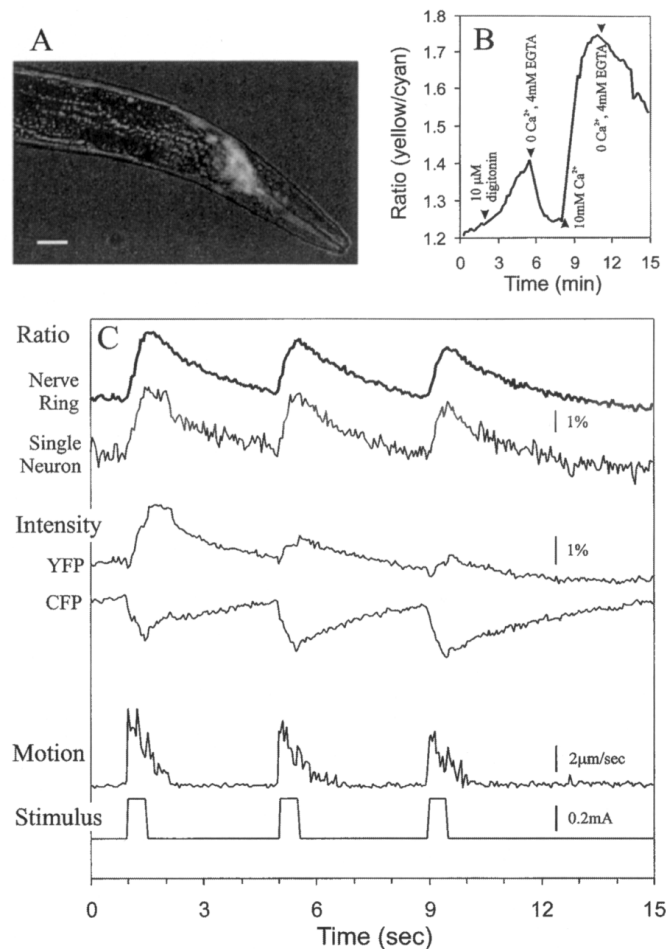 A
B
1.8
1.7
1.6
1.5
1.4
1.3
1.2
Ratio (yellow/cyan)
10 µM
digitonin
0 Ca²⁺, 4mM EGTA
10mM Ca²⁺
0 Ca²⁺, 4mM EGTA
0 3 6 9 12 15
Time (min)
C
Ratio
Nerve
Ring
1%
Single
Neuron
Intensity
1%
YFP
CFP
Motion
2µm/sec
Stimulus
0.2mA
0 3 6 9 12 15
Time (sec)